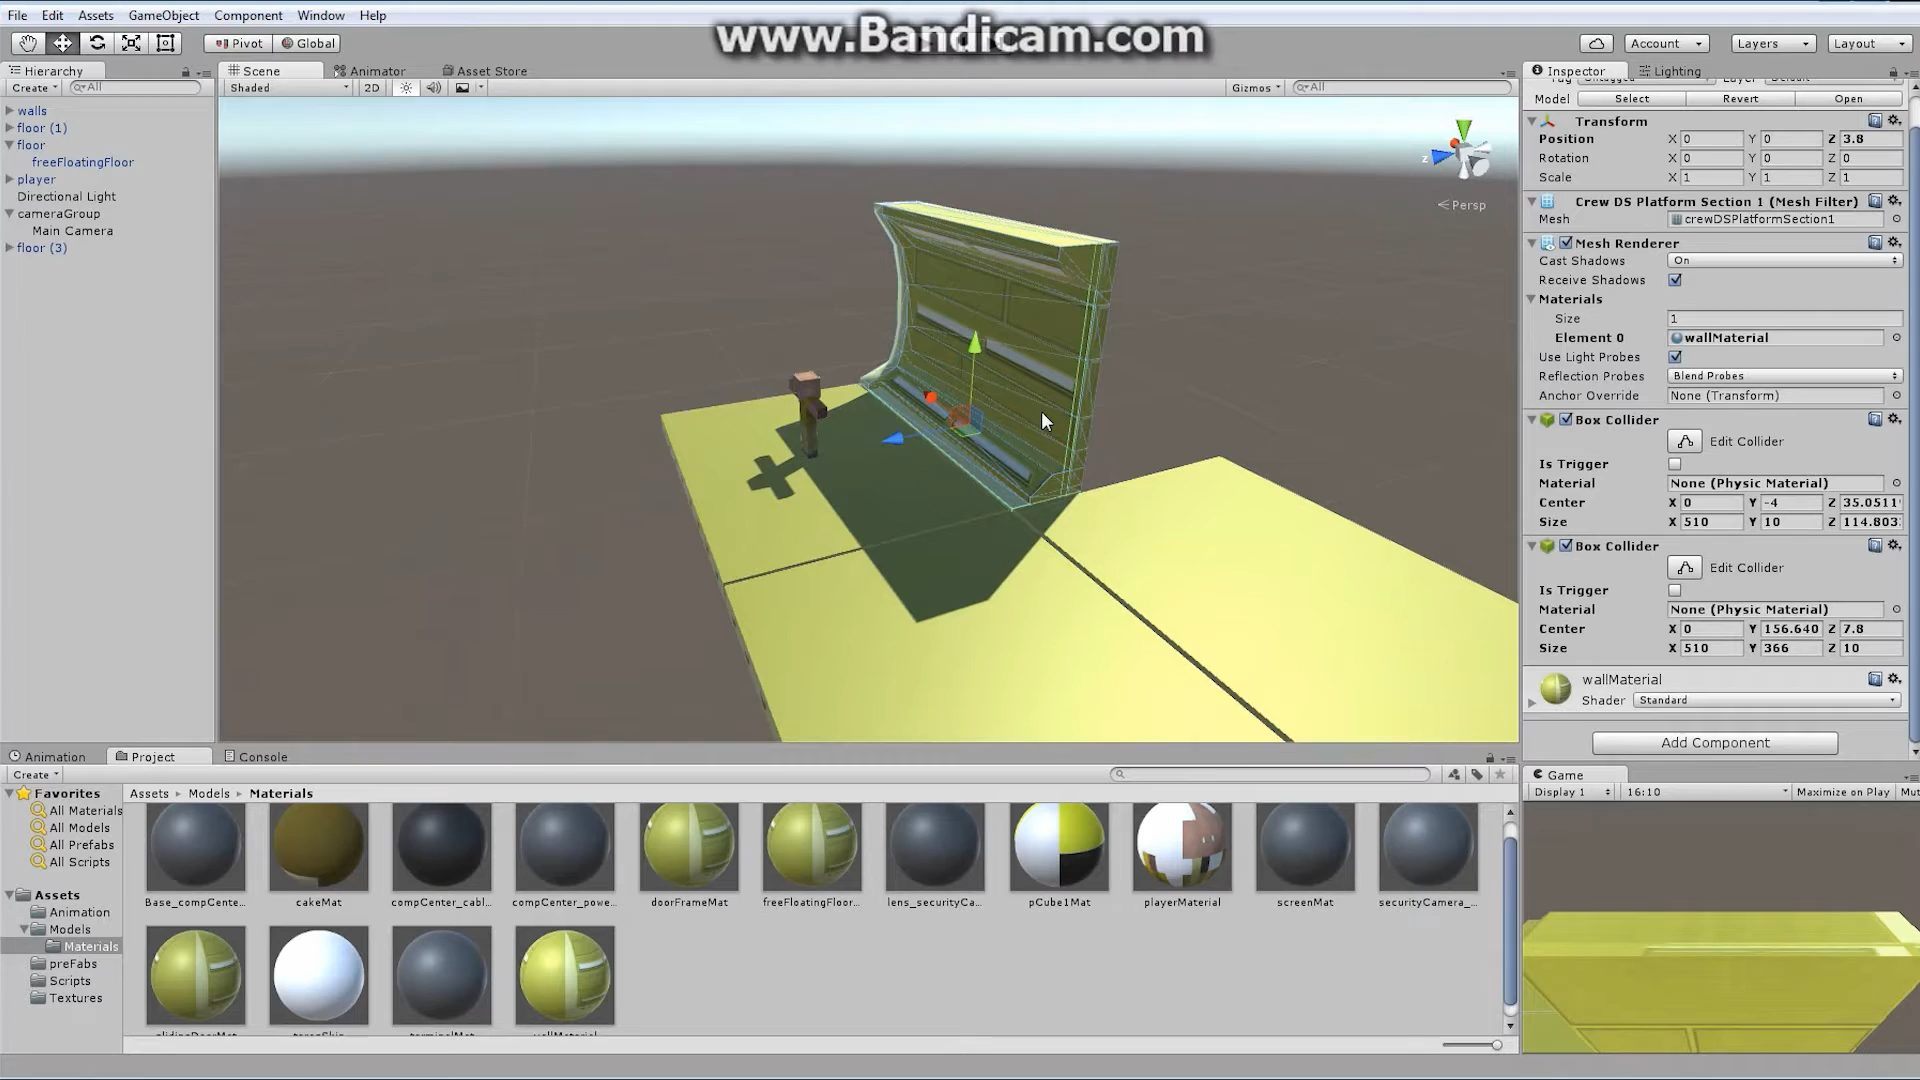 File Edit Assets GameObject Component Window Help
www.Bandicam.com
Pivot Global Account Layers Layout
Hierarchy Scene Animator Asset Store Inspector Lighting
Create All Shaded 2D Gizmos All
Model Select Revert Open
walls
floor (1)
floor
freeFloatingFloor
player
Directional Light
cameraGroup
Main Camera
floor (3)
z
Persp
Transform
Position X 0 Y 0 Z 3.8
Rotation X 0 Y 0 Z 0
Scale X 1 Y 1 Z 1
Crew DS Platform Section 1 (Mesh Filter)
Mesh crewDSPlatformSection1
Mesh Renderer
Cast Shadows On
Receive Shadows
Materials
Size 1
Element 0 wallMaterial
Use Light Probes
Reflection Probes Blend Probes
Anchor Override None (Transform)
Box Collider
Edit Collider
Is Trigger
Material None (Physic Material)
Center X 0 Y -4 Z 35.0511
Size X 510 Y 10 Z 114.803
Box Collider
Edit Collider
Is Trigger
Material None (Physic Material)
Center X 0 Y 156.640 Z 7.8
Size X 510 Y 366 Z 10
wallMaterial
Shader Standard
Add Component
Animation Project Console
Create
Favorites
All Materials
All Models
All Prefabs
All Scripts
Assets
Animation
Models
Materials
preFabs
Scripts
Textures
Assets Models Materials
Base_compCente... cakeMat compCenter_cabl... compCenter_powe... doorFrameMat freeFloatingFloor... lens_securityCa... pCube1Mat playerMaterial screenMat securityCamera_...
terminalMat wallMaterial
Game
Display 1 16:10 Maximize on Play Mut